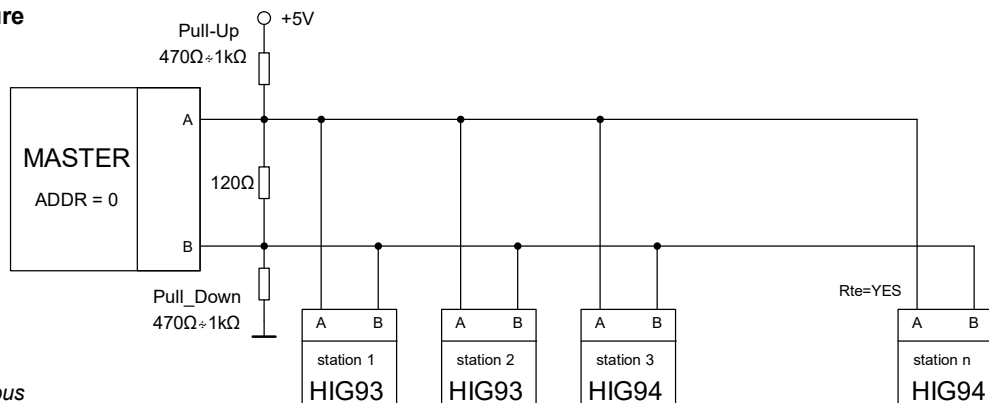 ure
+5V
Pull-Up
470Ω÷1kΩ
A
MASTER
ADDR = 0
120Ω
B
Pull_Down
470Ω÷1kΩ
Rte=YES
A B A B A B A B
station 1 station 2 station 3 station n
HIG93 HIG93 HIG94 HIG94
ous